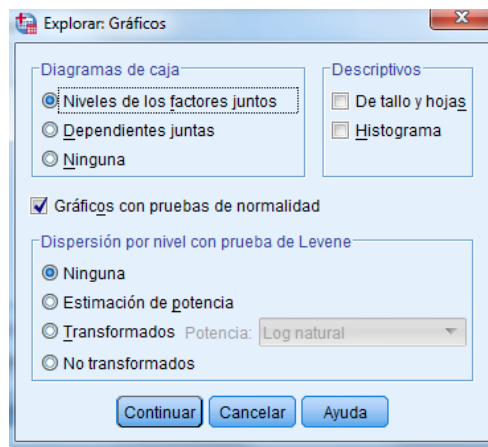 Explorar: Gráficos
Diagramas de caja
Niveles de los factores juntos
Dependientes juntas
Ninguna
Descriptivos
De tallo y hojas
Histograma
Gráficos con pruebas de normalidad
Dispersión por nivel con prueba de Levene
Ninguna
Estimación de potencia
Transformados Potencia: Log natural
No transformados
Continuar Cancelar Ayuda